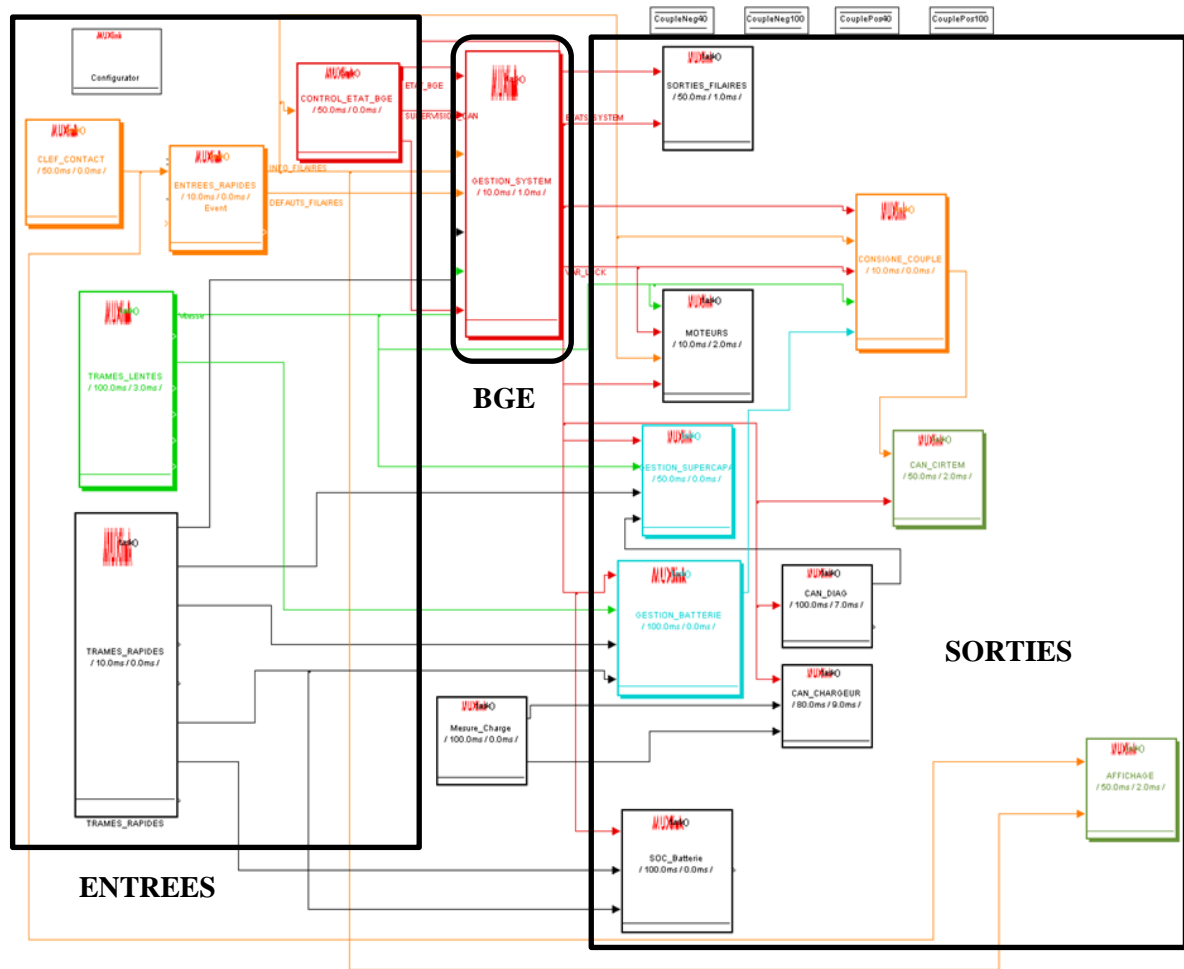 CoupleNeg40
CoupleNeg100
CouplePos40
CouplePos100
MUXlink
Configurator
CONTROL_ETAT_BGE
/ 50.0ms / 0.0ms /
ETAT_BGE
SUPERVISION_CAN
GESTION_SYSTEM
/ 10.0ms / 1.0ms /
SORTIES_FILAIRES
/ 50.0ms / 1.0ms /
ETATS_SYSTEM
CLEF_CONTACT
/ 50.0ms / 0.0ms /
ENTREES_RAPIDES
/ 10.0ms / 0.0ms /
Event
INFO_FILAIRES
DEFAUTS_FILAIRES
CONSIGNE_COUPLE
/ 10.0ms / 0.0ms /
VAR_LOCK
MOTEURS
/ 10.0ms / 2.0ms /
Vitesse
TRAMES_LENTES
/ 100.0ms / 3.0ms /
BGE
GESTION_SUPERCAPA
/ 50.0ms / 0.0ms /
CAN_CIRTEM
/ 50.0ms / 2.0ms /
TRAMES_RAPIDES
/ 10.0ms / 0.0ms /
TRAMES_RAPIDES
GESTION_BATTERIE
/ 100.0ms / 0.0ms /
CAN_DIAG
/ 100.0ms / 7.0ms /
SORTIES
CAN_CHARGEUR
/ 80.0ms / 9.0ms /
Mesure_Charge
/ 100.0ms / 0.0ms /
AFFICHAGE
/ 50.0ms / 2.0ms /
SOC_Batterie
/ 100.0ms / 0.0ms /
ENTREES